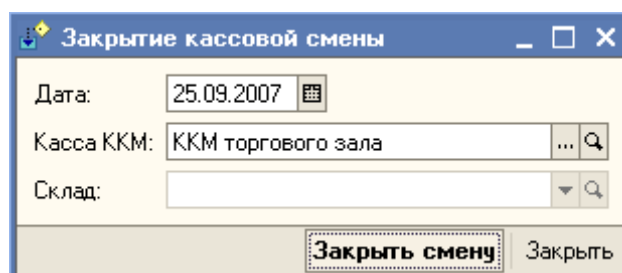 Закрытие кассовой смены
Дата: 25.09.2007
Касса ККМ: ККМ торгового зала ...
Склад:
Закрыть смену Закрыть